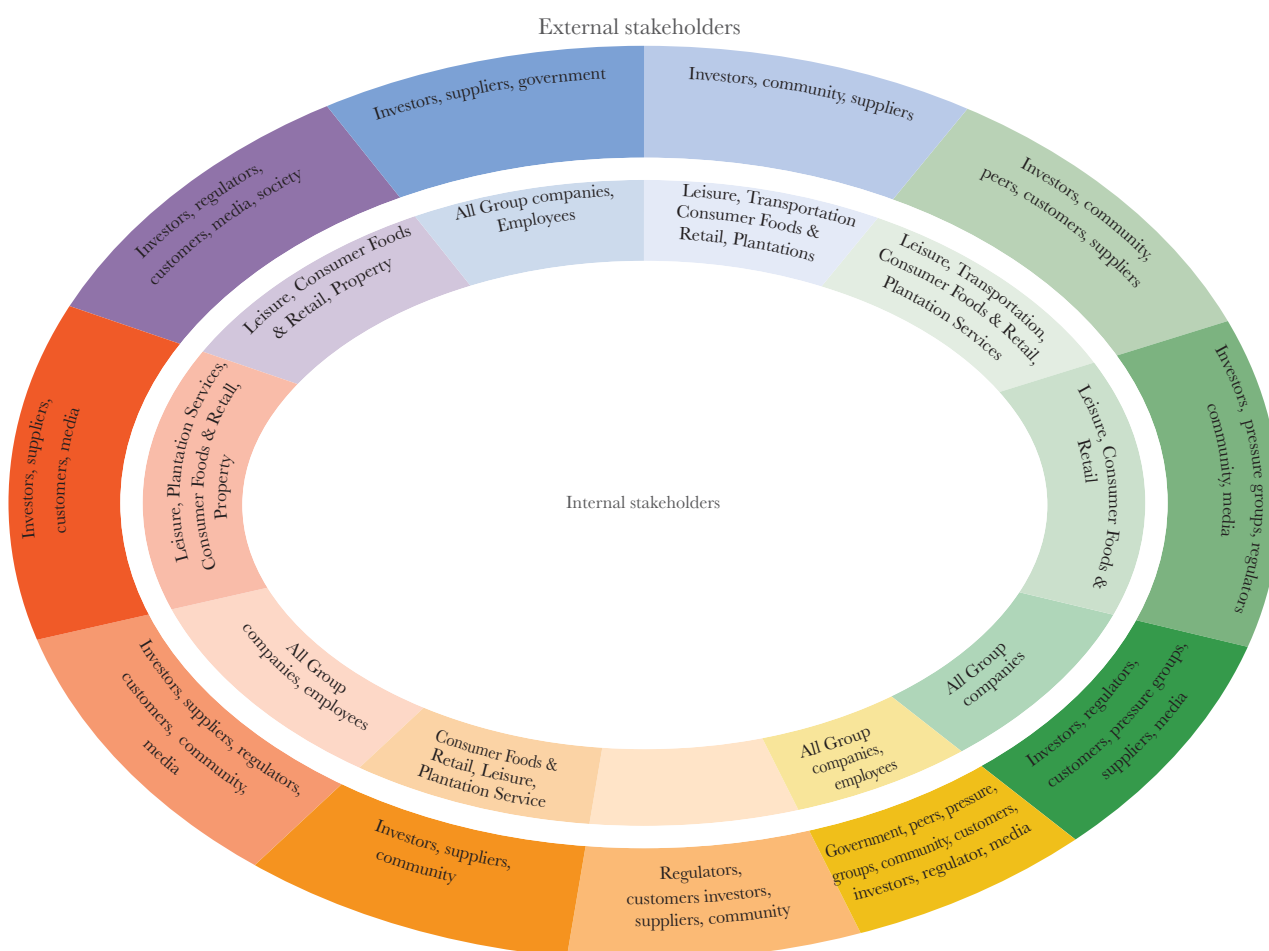 External stakeholders
Investors, suppliers, government
Investors, community, suppliers
Investors, community,
peers, customers, suppliers
Investors, pressure groups, regulators
community, media
Investors, regulators,
customers, pressure groups,
suppliers, media
Government, peers, pressure,
groups, community, customers,
investors, regulator, media
Regulators,
customers investors,
suppliers, community
Investors, suppliers,
community
Investors, suppliers, regulators,
customers, community,
media
Investors, suppliers,
customers, media
Investors, regulators,
customers, media, society
All Group companies,
Employees
Leisure, Transportation
Consumer Foods &
Retail, Plantations
Leisure, Transportation,
Consumer Foods & Retail,
Plantation Services
Leisure, Consumer Foods &
Retail
All Group
companies
All Group
companies,
employees
Consumer Foods &
Retail, Leisure,
Plantation Service
All Group
companies, employees
Leisure, Plantation Services,
Consumer Foods & Retail,
Property
Leisure, Consumer Foods
& Retail, Property
Internal stakeholders